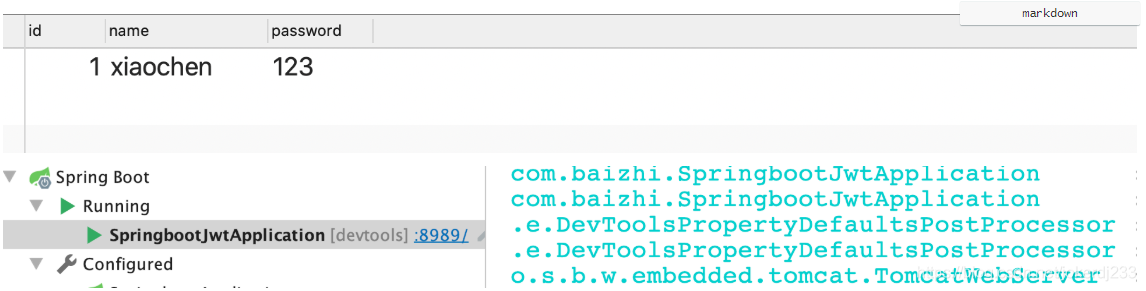 markdown
id name password
1 xiaochen 123
Spring Boot
Running
SpringbootJwtApplication [devtools] :8989/
Configured
com.baizhi.SpringbootJwtApplication
com.baizhi.SpringbootJwtApplication
.e.DevToolsPropertyDefaultsPostProcessor
.e.DevToolsPropertyDefaultsPostProcessor
o.s.b.w.embedded.tomcat.TomcatWebServer